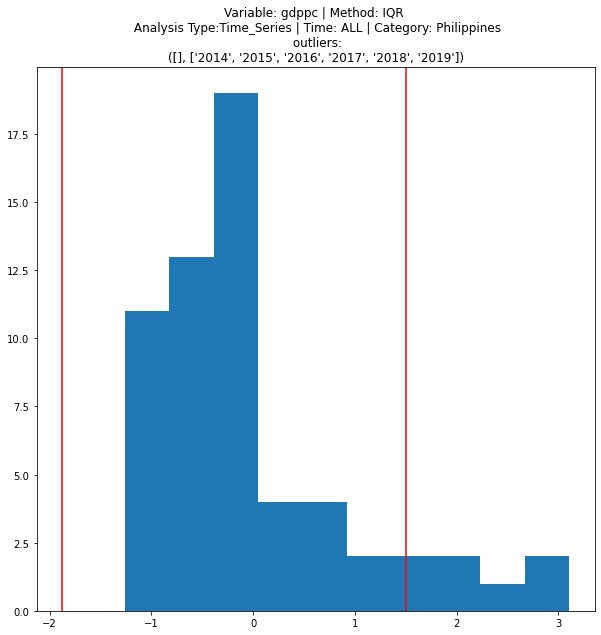 Variable: gdppc | Method: IQR
Analysis Type:Time_Series | Time: ALL | Category: Philippines
outliers:
([], ['2014', '2015', '2016', '2017', '2018', '2019'])
17.5
15.0
12.5
10.0
7.5
5.0
2.5
0.0
−2 −1 0 1 2 3